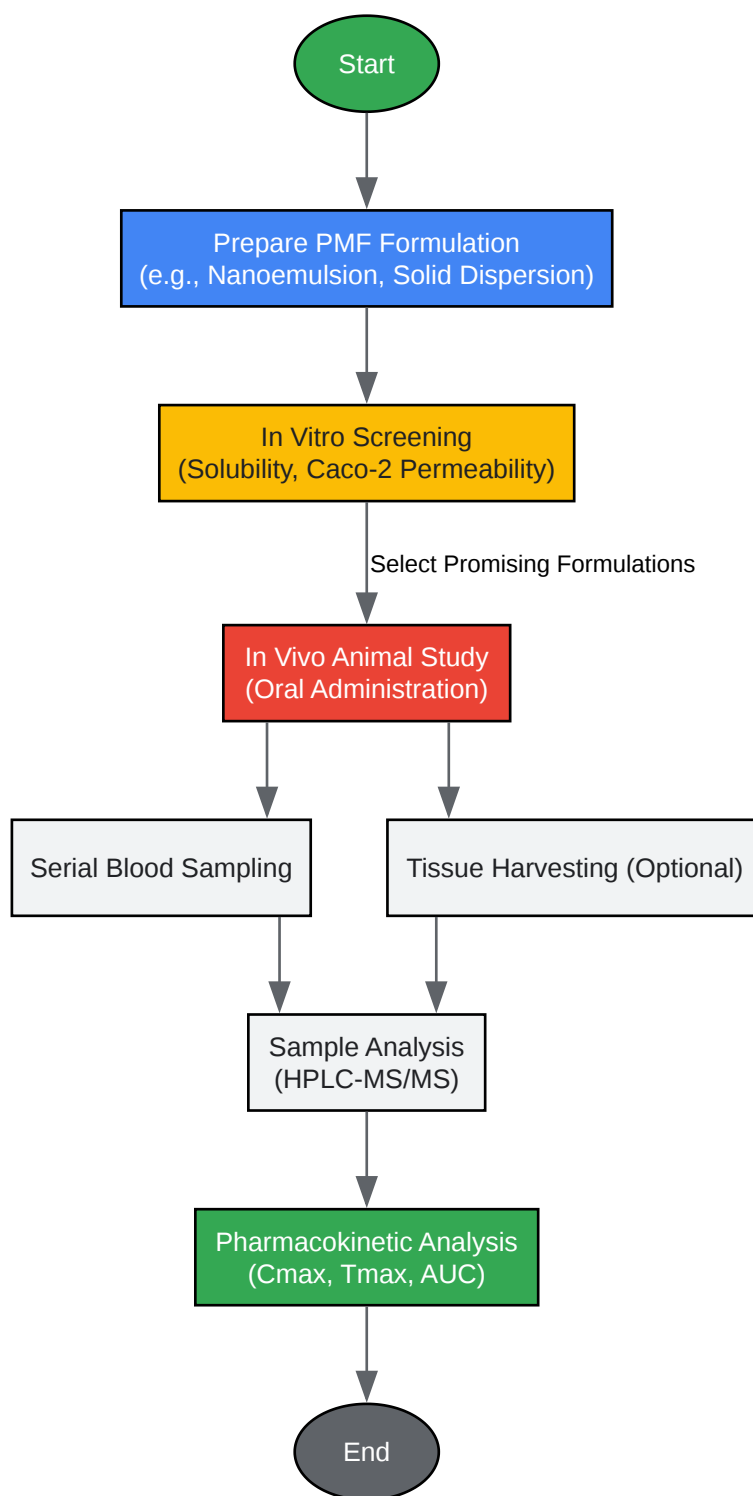 Start
Prepare PMF Formulation
(e.g., Nanoemulsion, Solid Dispersion)
In Vitro Screening
(Solubility, Caco-2 Permeability)
Select Promising Formulations
In Vivo Animal Study
(Oral Administration)
Serial Blood Sampling
Tissue Harvesting (Optional)
Sample Analysis
(HPLC-MS/MS)
Pharmacokinetic Analysis
(Cmax, Tmax, AUC)
End